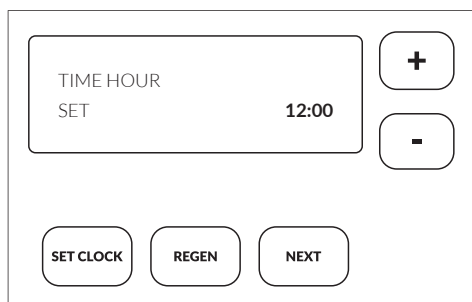 +
TIME HOUR
SET 12:00
-
SET CLOCK REGEN NEXT